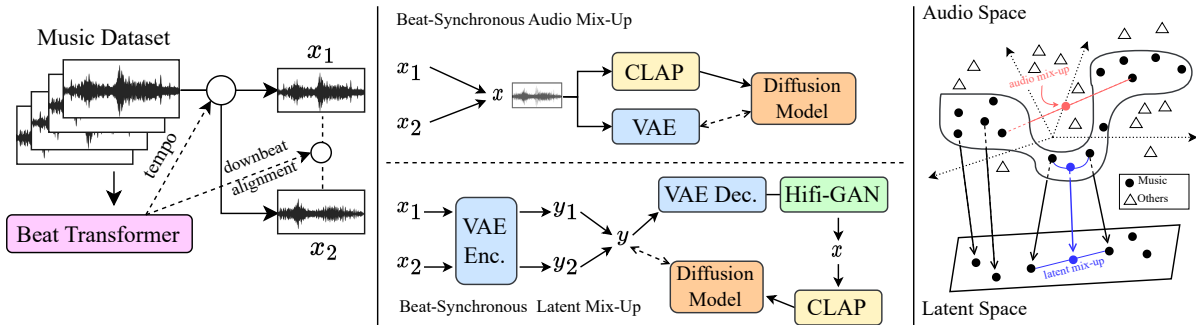 Music Dataset
x1
tempo
downbeat
alignment
Beat Transformer
x2
Beat-Synchronous Audio Mix-Up
x1
x2
x
CLAP
VAE
Diffusion
Model
x1
x2
VAE
Enc.
y1
y2
y
VAE Dec.
Hifi-GAN
x
CLAP
Diffusion
Model
Beat-Synchronous Latent Mix-Up
Audio Space
audio mix-up
Music
Others
latent mix-up
Latent Space